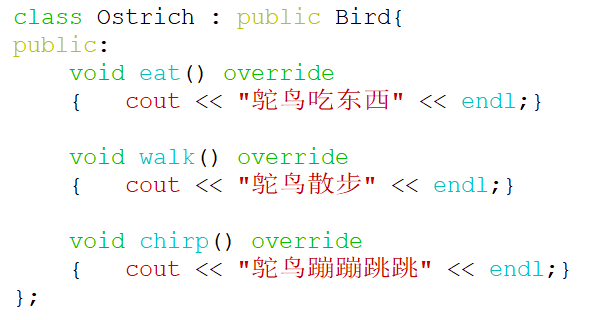 class Ostrich : public Bird{
public:
    void eat() override
    {   cout << "鸵鸟吃东西" << endl;}

    void walk() override
    {   cout << "鸵鸟散步" << endl;}

    void chirp() override
    {   cout << "鸵鸟蹦蹦跳跳" << endl;}
};